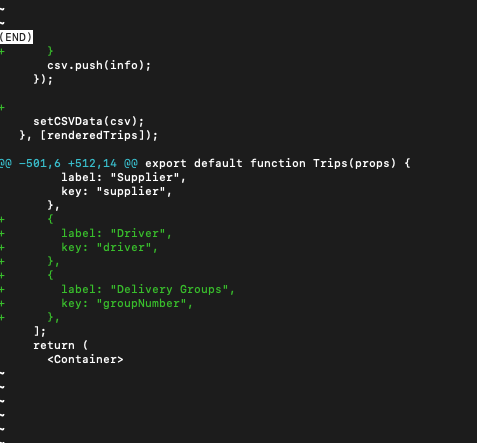 ~
~
(END)
+      }
       csv.push(info);
     });

+
     setCSVData(csv);
   }, [renderedTrips]);

@@ -501,6 +512,14 @@ export default function Trips(props) {
         label: "Supplier",
         key: "supplier",
       },
+      {
+        label: "Driver",
+        key: "driver",
+      },
+      {
+        label: "Delivery Groups",
+        key: "groupNumber",
+      },
     ];
     return (
       <Container>
~
~
~
~
~
~